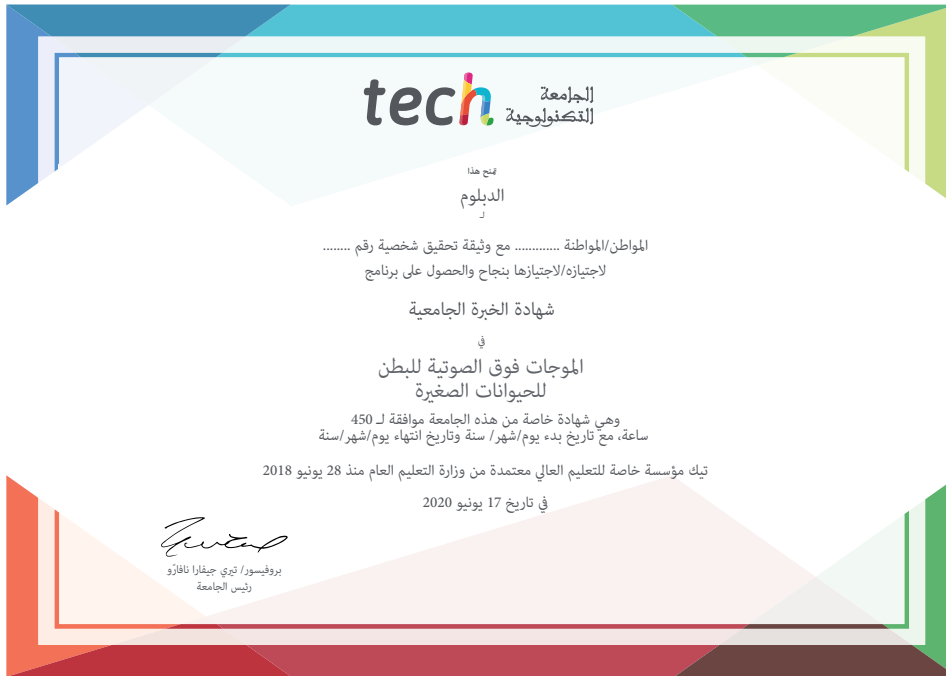 tech الجامعة
التكنولوجية
يمنح هذا
الدبلوم
لـ
المواطن/المواطنة ............ مع وثيقة تحقيق شخصية رقم ........
لاجتيازه/لاجتيازها بنجاح والحصول على برنامج
شهادة الخبرة الجامعية
في
الموجات فوق الصوتية للبطن
للحيوانات الصغيرة
وهي شهادة خاصة من هذه الجامعة موافقة لـ 450
ساعة، مع تاريخ بدء يوم/شهر/ سنة وتاريخ انتهاء يوم/شهر/سنة
تيك مؤسسة خاصة للتعليم العالي معتمدة من وزارة التعليم العام منذ 28 يونيو 2018
في تاريخ 17 يونيو 2020
بروفيسور/ تيري جيفارا نافارّو
رئيس الجامعة